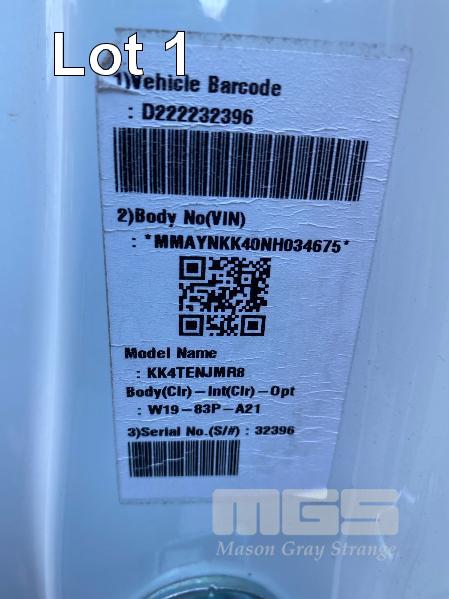 Lot 1
1)Vehicle Barcode
: D222232396
2)Body No(VIN)
: *MMAYNKK40NH034675*
Model Name
: KK4TENJMR8
Body(Clr)-Int(Clr)-Opt
: W19-83P-A21
3)Serial No.(S/#) : 32396
MGS
Mason Gray Strange